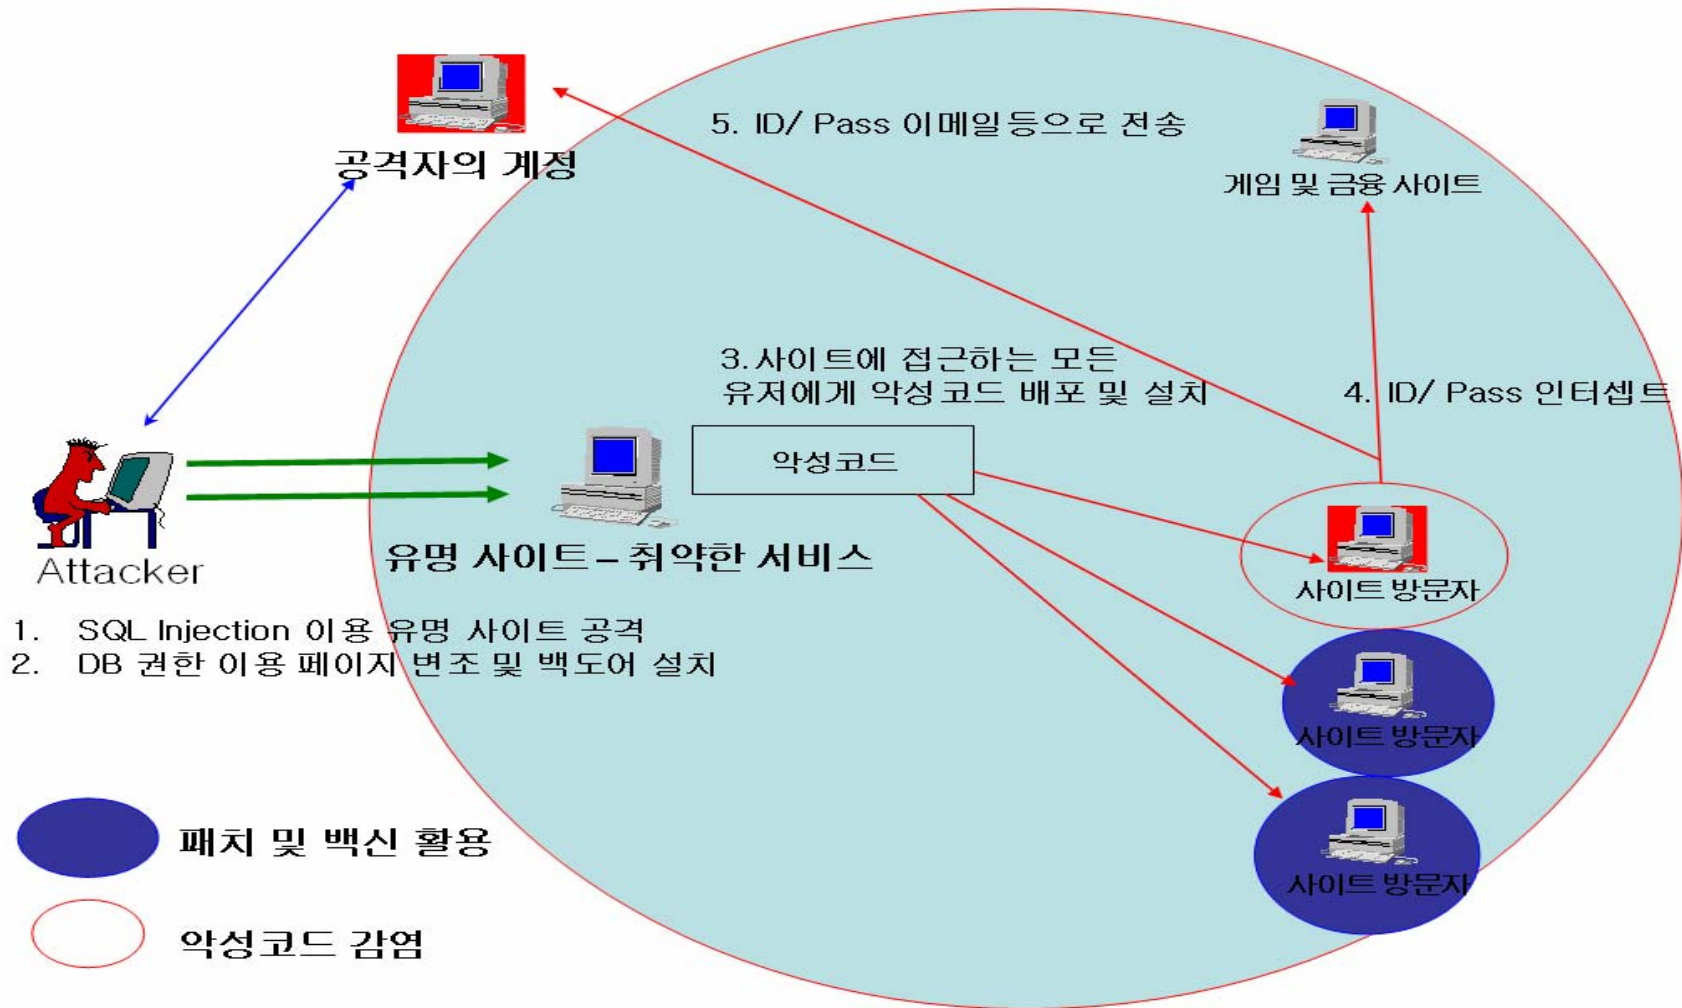 5. ID/ Pass 이메일등으로 전송
공격자의 계정
게임 및 금융 사이트
3.사이트에 접근하는 모든
유저에게 악성코드 배포 및 설치
4. ID/ Pass 인터셉트
악성코드
유명 사이트 – 취약한 서비스
Attacker
사이트 방문자
1. SQL Injection 이용 유명 사이트 공격
2. DB 권한 이용 페이지 변조 및 백도어 설치
사이트 방문자
사이트 방문자
패치 및 백신 활용
악성코드 감염